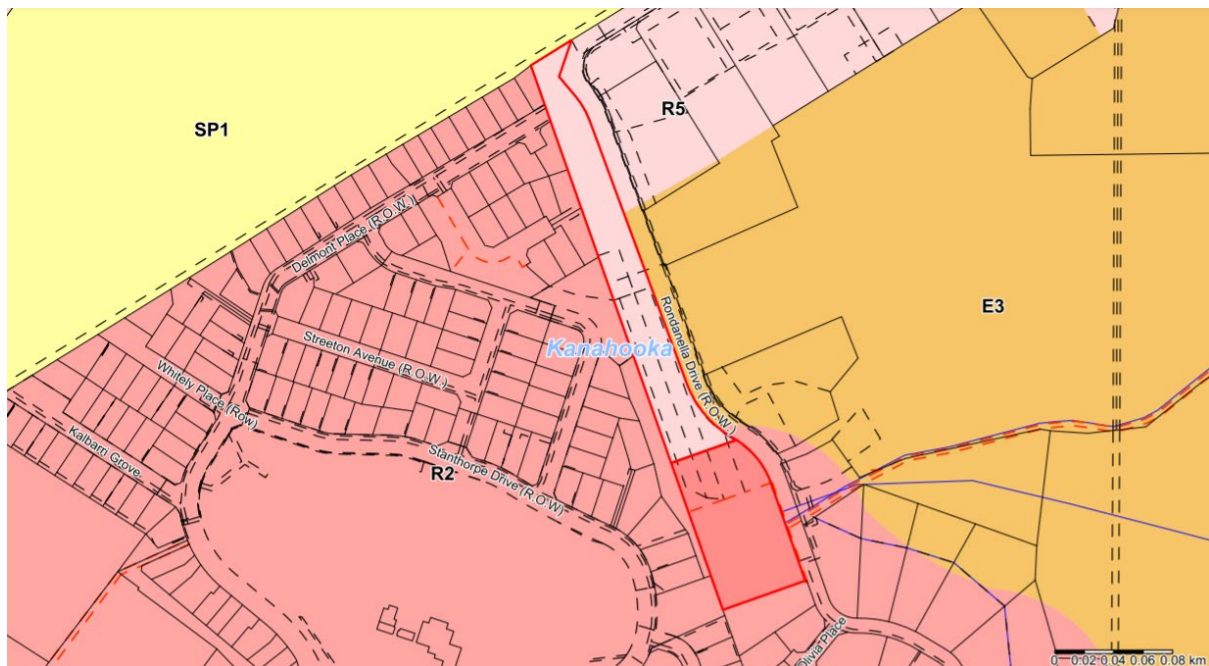 SP1
R5
Delmont Place (R.O.W.)
E3
Rondanella Drive (R.O.W.)
Kanahooka
Streeton Avenue (R.O.W.)
Whitely Place (Row)
Kalbarri Grove
Stanthorpe Drive (R.O.W)
R2
Olivia Place
0 0.02 0.04 0.06 0.08 km